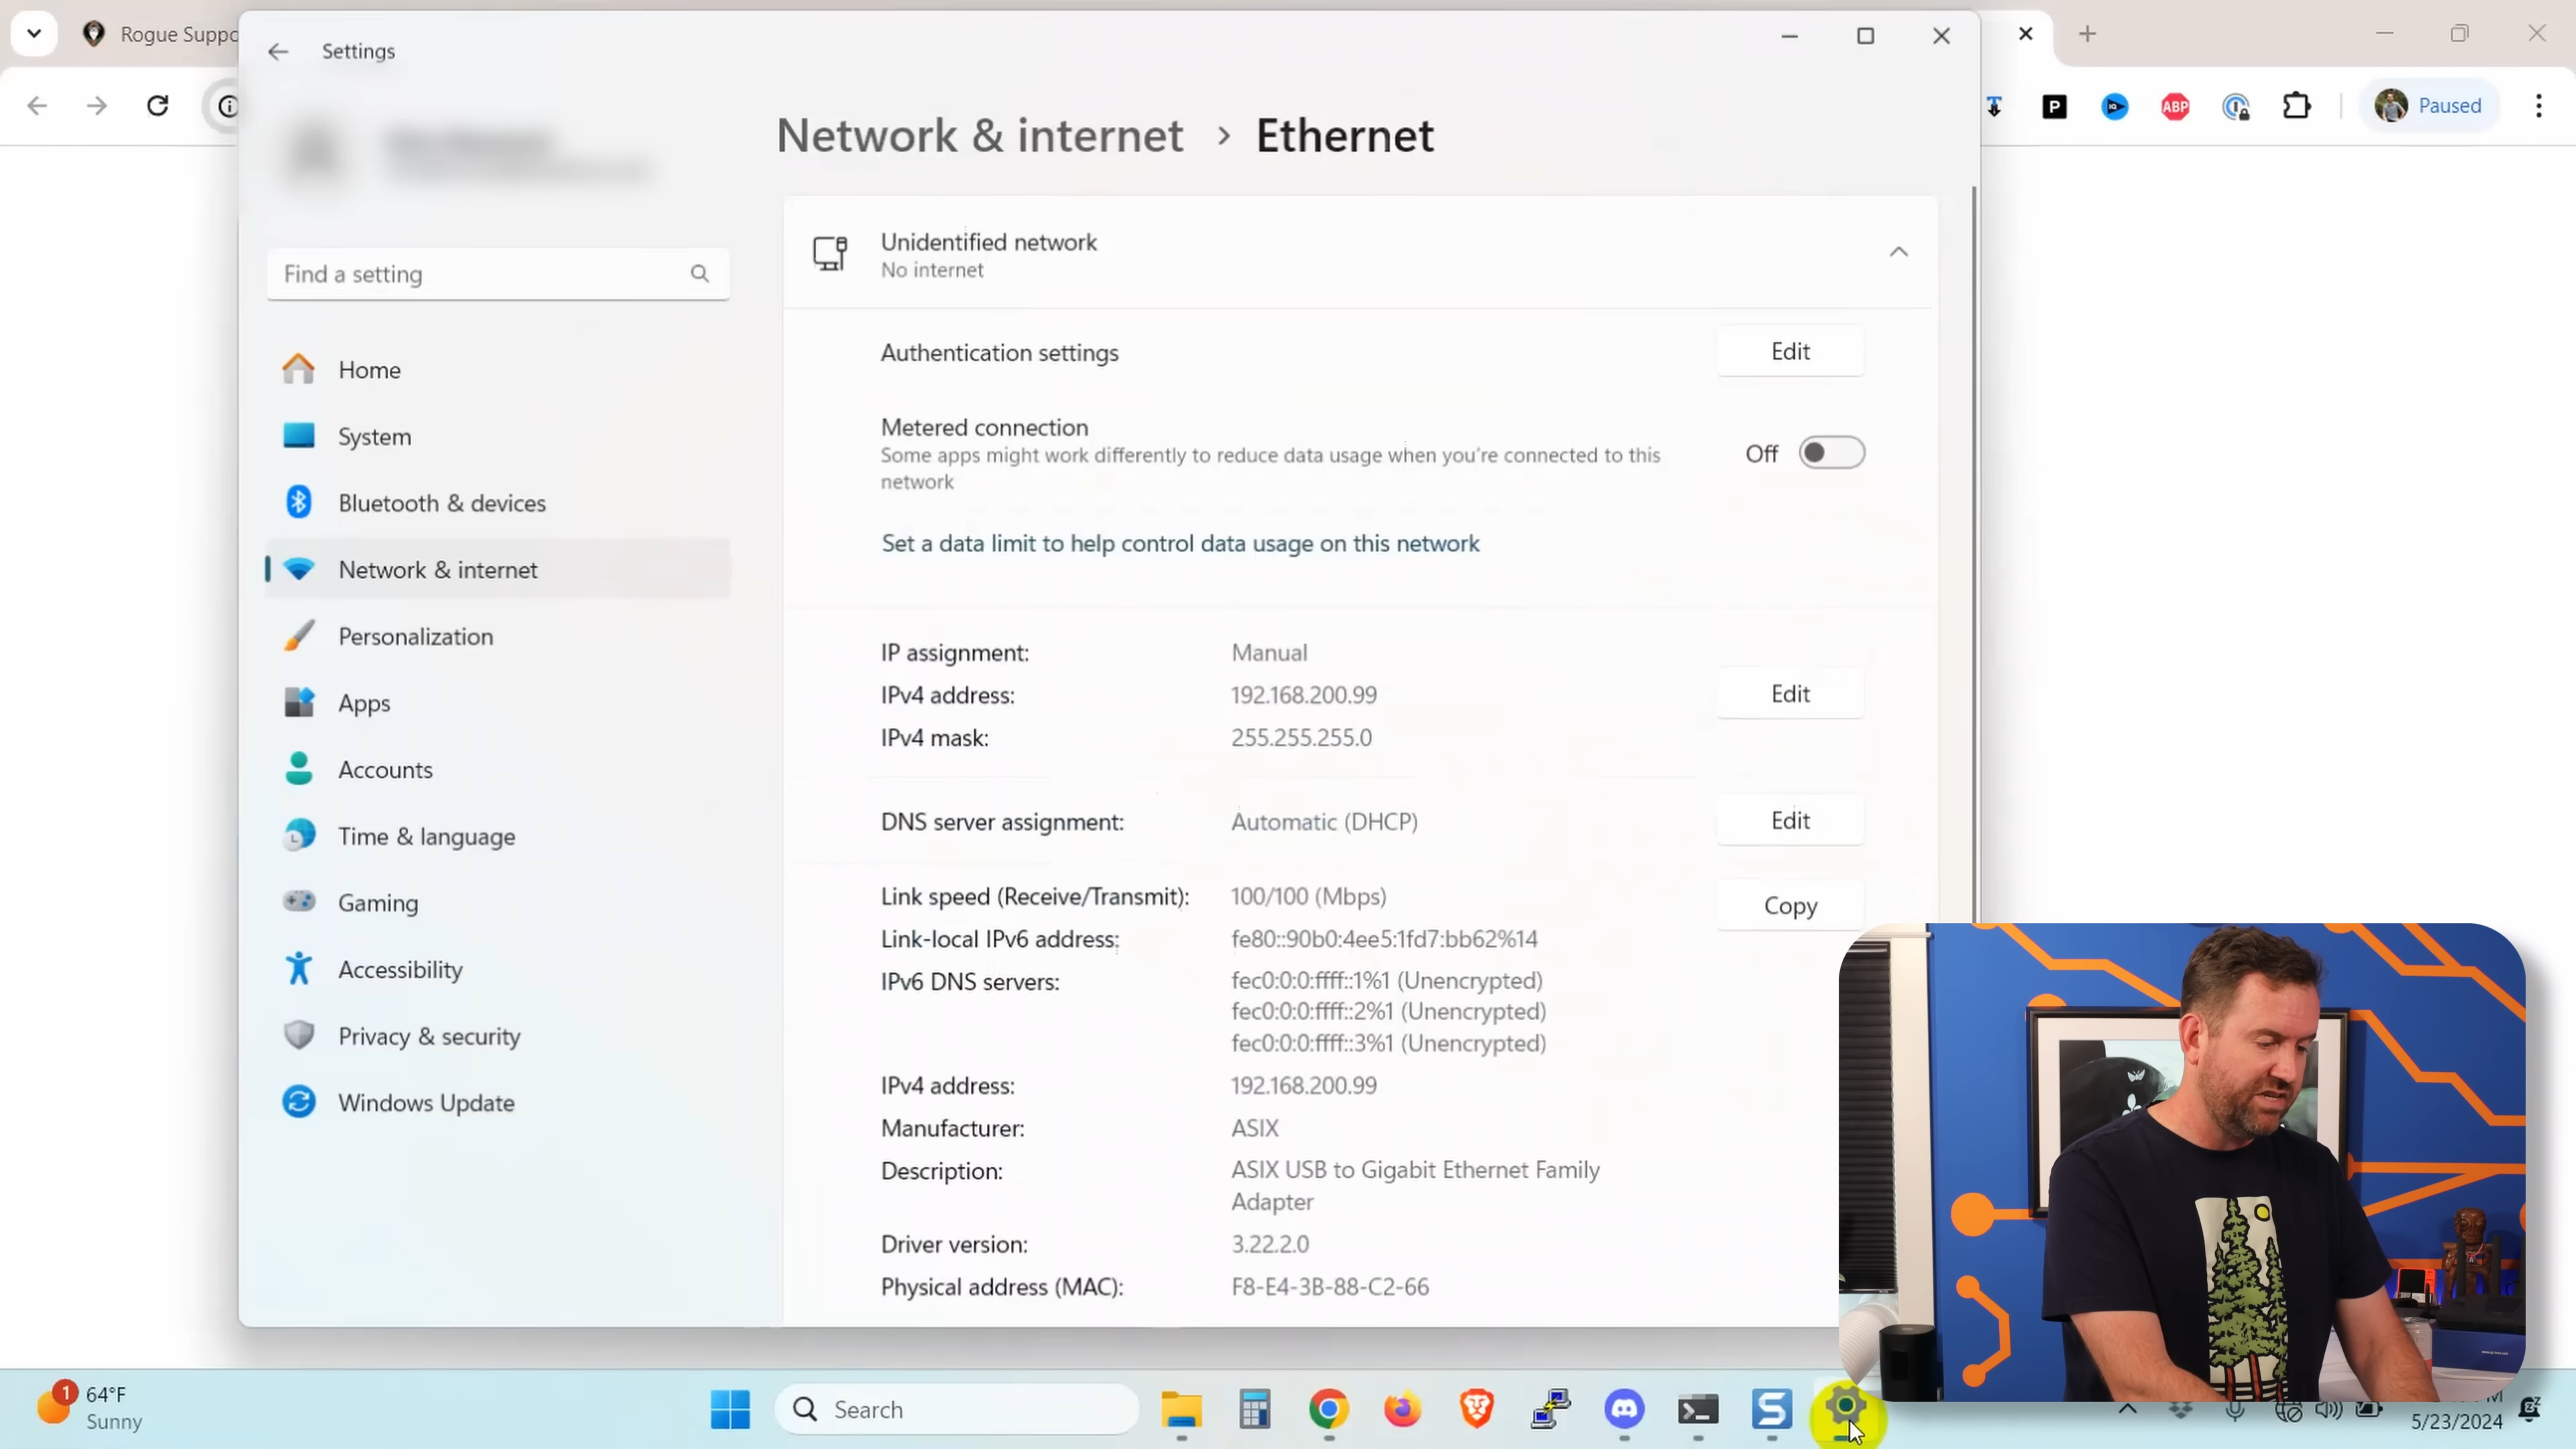 Rogue Suppo
Settings
Paused
ABP
P
Network & internet > Ethernet
Find a setting
Home
System
Bluetooth & devices
Network & internet
Personalization
Apps
Accounts
Time & language
Gaming
Accessibility
Privacy & security
Windows Update
Unidentified network
No internet
Authentication settings
Edit
Metered connection
Some apps might work differently to reduce data usage when you're connected to this
network
Off
Set a data limit to help control data usage on this network
IP assignment: Manual
IPv4 address: 192.168.200.99
Edit
IPv4 mask: 255.255.255.0
DNS server assignment: Automatic (DHCP)
Edit
Link speed (Receive/Transmit): 100/100 (Mbps)
Copy
Link-local IPv6 address: fe80::90b0:4ee5:1fd7:bb62%14
IPv6 DNS servers: fec0:0:0:ffff::1%1 (Unencrypted)
fec0:0:0:ffff::2%1 (Unencrypted)
fec0:0:0:ffff::3%1 (Unencrypted)
IPv4 address: 192.168.200.99
Manufacturer: ASIX
Description: ASIX USB to Gigabit Ethernet Family
Adapter
Driver version: 3.22.2.0
Physical address (MAC): F8-E4-3B-88-C2-66
1
64°F
Sunny
Search
5/23/2024